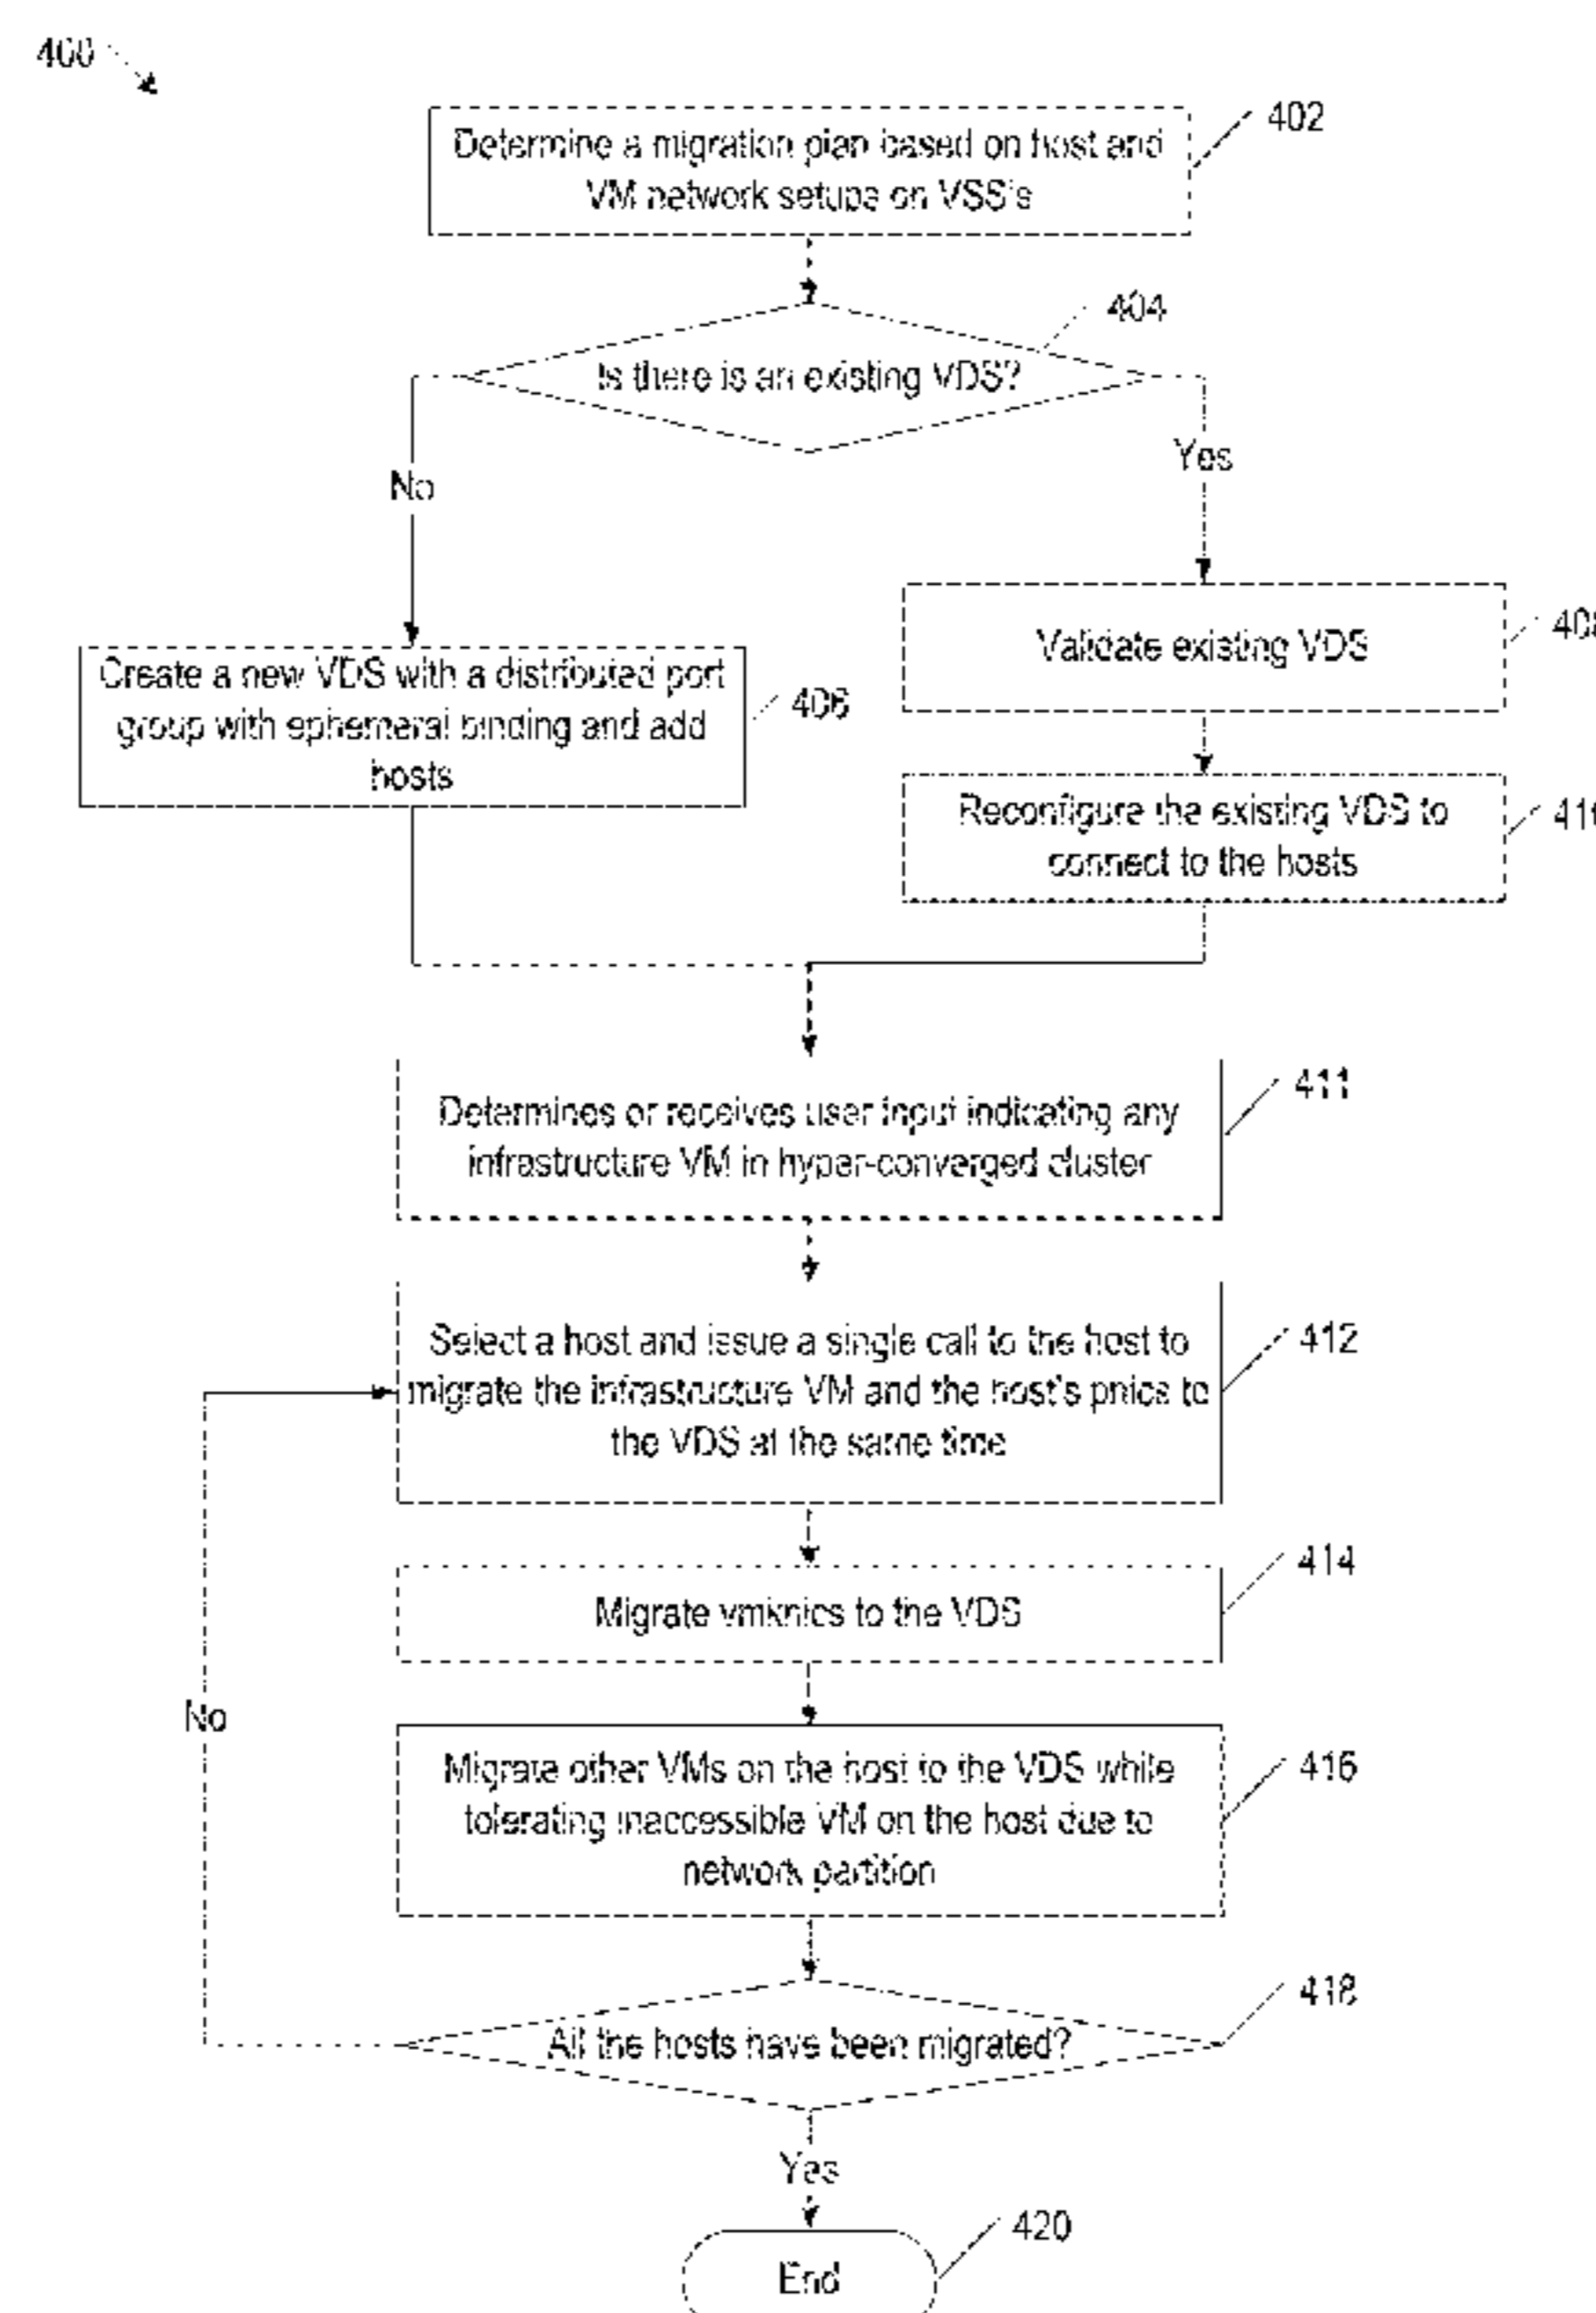 400
402
Determine a migration plan based on host and
VM network setups on VSS's
404
Is there is an existing VDS?
No
Yes
Validate existing VDS
Create a new VDS with a distributed port
group with ephemeral binding and add
hosts
406
Reconfigure the existing VDS to
connect to the hosts
411
Determines or receives user input indicating any
infrastructure VM in hyper-converged cluster
412
Select a host and issue a single call to the host to
migrate the infrastructure VM and the host's pnics to
the VDS at the same time
414
Migrate vmknics to the VDS
No
416
Migrate other VMs on the host to the VDS while
tolerating inaccessible VM on the host due to
network partition
418
All the hosts have been migrated?
Yes
420
End